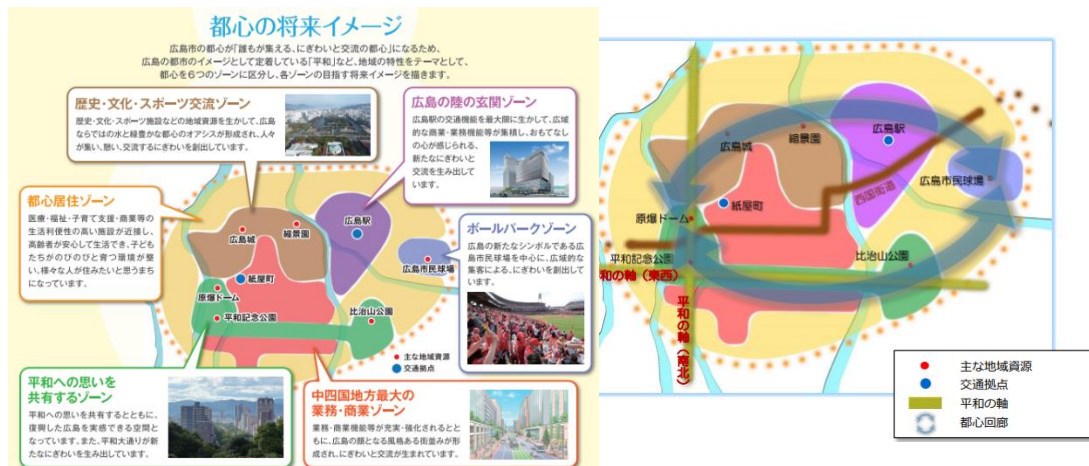 都心の将来イメージ
広島市の都心が「誰もが集える、にぎわいと交流の都心」になるため、
広島の都市のイメージとして定着している「平和」など、地域の特性をテーマとして、
都心を6つのゾーンに区分し、各ゾーンの目指す将来イメージを描きます。
歴史・文化・スポーツ交流ゾーン
歴史・文化・スポーツ施設などの地域資源を生かして、広島
ならではの水と緑豊かな都心のオアシスが形成され、人々
が集い、憩い、交流するにぎわいを創出しています。
広島の陸の玄関ゾーン
広島駅の交通機能を最大限に生かして、広域
的な商業・業務機能等が集積し、おもてなし
の心が感じられる、
新たなにぎわいと
交流を生み出して
います。
都心居住ゾーン
医療・福祉・子育て支援・商業等の
生活利便性の高い施設が近接し、
高齢者が安心して生活でき、子ども
たちがのびのびと育つ環境が整
い、様々な人が住みたいと思うまち
になっています。
ボールパークゾーン
広島の新たなシンボルである広
島市民球場を中心に、広域的な
集客による、にぎわいを創出して
います。
広島城
縮景園
広島駅
広島市民球場
紙屋町
原爆ドーム
平和記念公園
比治山公園
主な地域資源
交通拠点
平和への思いを
共有するゾーン
平和への思いを共有するとともに、
復興した広島を実感できる空間と
なっています。また、平和大通りが新
たなにぎわいを生み出しています。
中四国地方最大の
業務・商業ゾーン
業務・商業機能等が充実・強化されるとと
もに、広島の顔となる風格ある街並みが形
成され、にぎわいと交流が生まれています。
広島城
縮景園
広島駅
広島市民球場
西国街道
紙屋町
原爆ドーム
平和記念公園
比治山公園
和の軸（東西）
平和の軸（南北）
主な地域資源
交通拠点
平和の軸
都心回廊